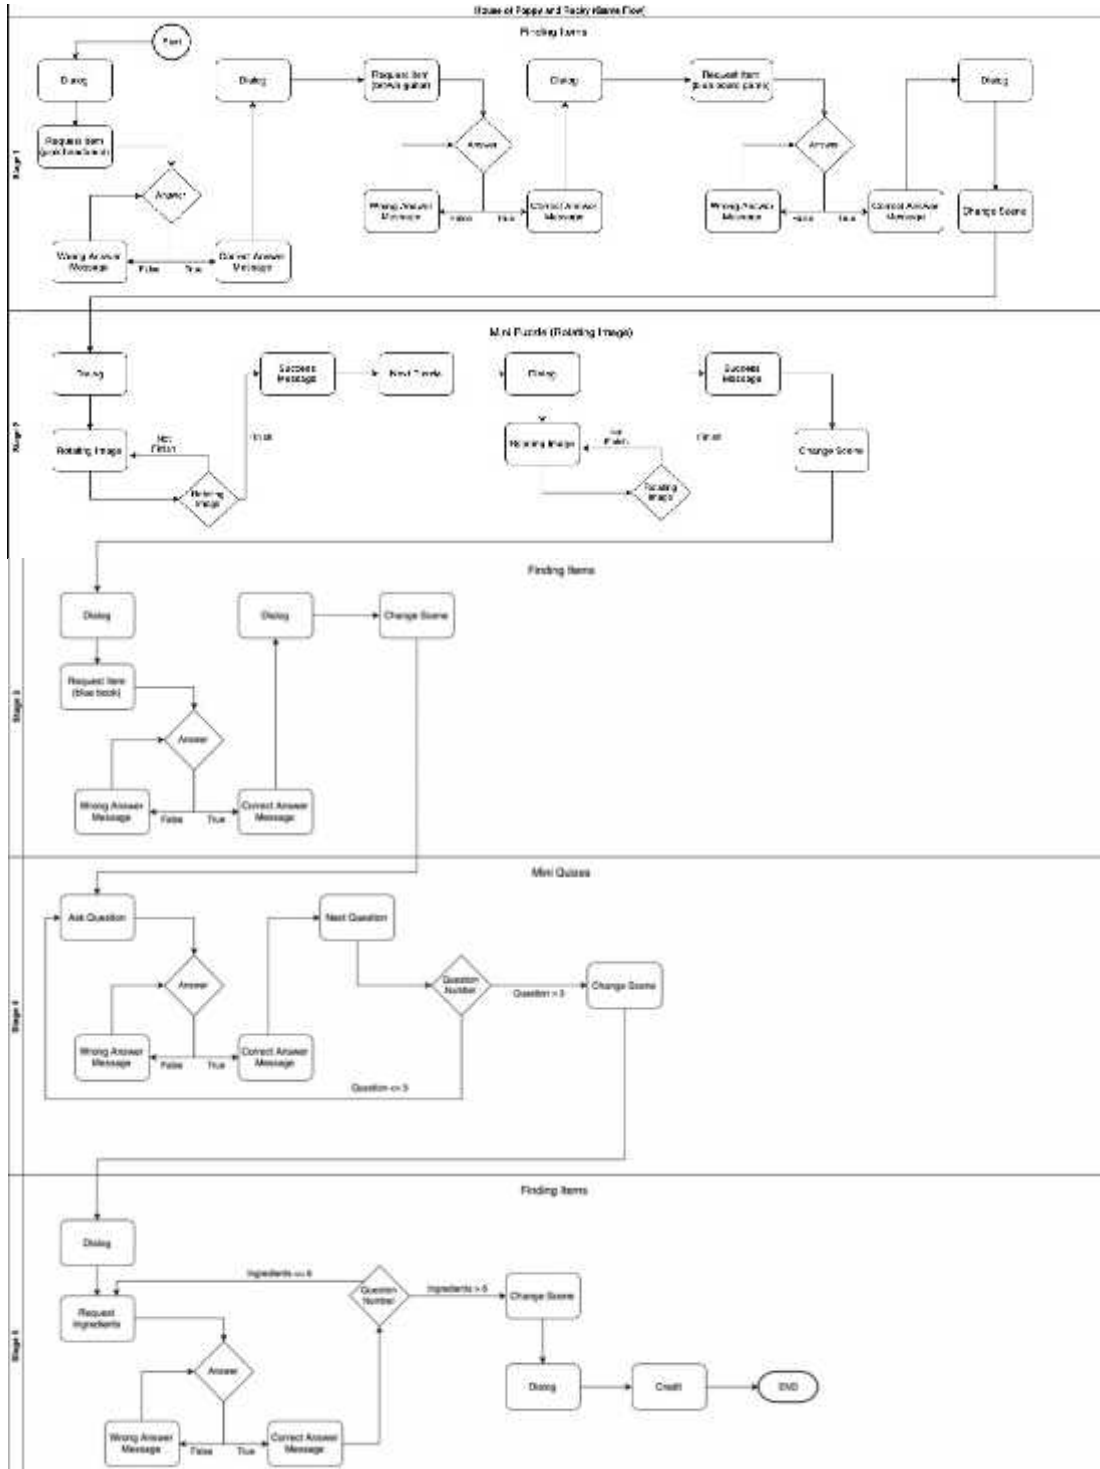 House of Poppy and Rocky (Game Flow)
Stage 1
Finding Items
Start
Dialog
Request Item
(pink headband)
Answer
Wrong Answer
Message
False
True
Correct Answer
Message
Dialog
Request Item
(brown guitar)
Answer
Wrong Answer
Message
False
True
Correct Answer
Message
Dialog
Request Item
(blue board game)
Answer
Wrong Answer
Message
False
True
Correct Answer
Message
Dialog
Change Scene
Stage 2
Mini Puzzle (Rotating Image)
Dialog
Rotating Image
Not
Finish
Rotating
Image
Finish
Success
Message
Next Puzzle
Dialog
Rotating Image
Not
Finish
Rotating
Image
Finish
Success
Message
Change Scene
Stage 3
Finding Items
Dialog
Request Item
(blue book)
Answer
Wrong Answer
Message
False
True
Correct Answer
Message
Dialog
Change Scene
Stage 4
Mini Quizes
Ask Question
Answer
Wrong Answer
Message
False
True
Correct Answer
Message
Next Question
Question
Number
Question > 3
Question <= 3
Change Scene
Stage 5
Finding Items
Dialog
Request
Ingredients
Answer
Wrong Answer
Message
False
True
Correct Answer
Message
Question
Number
Ingredients <= 6
Ingredients > 6
Change Scene
Dialog
Credit
END